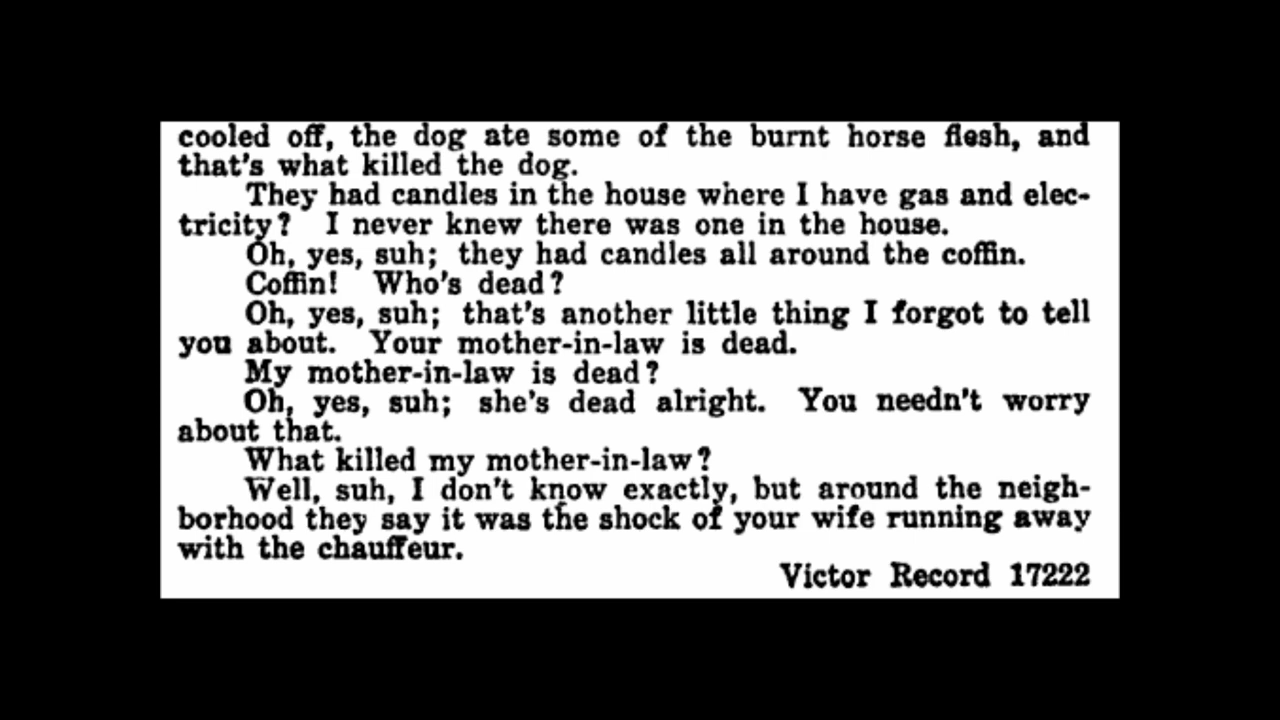 cooled off, the dog ate some of the burnt horse flesh, and
that's what killed the dog.
They had candles in the house where I have gas and elec-
tricity? I never knew there was one in the house.
Oh, yes, suh; they had candles all around the coffin.
Coffin! Who's dead?
Oh, yes, suh; that's another little thing I forgot to tell
you about. Your mother-in-law is dead.
My mother-in-law is dead?
Oh, yes, suh; she's dead alright. You needn't worry
about that.
What killed my mother-in-law?
Well, suh, I don't know exactly, but around the neigh-
borhood they say it was the shock of your wife running away
with the chauffeur.
Victor Record 17222